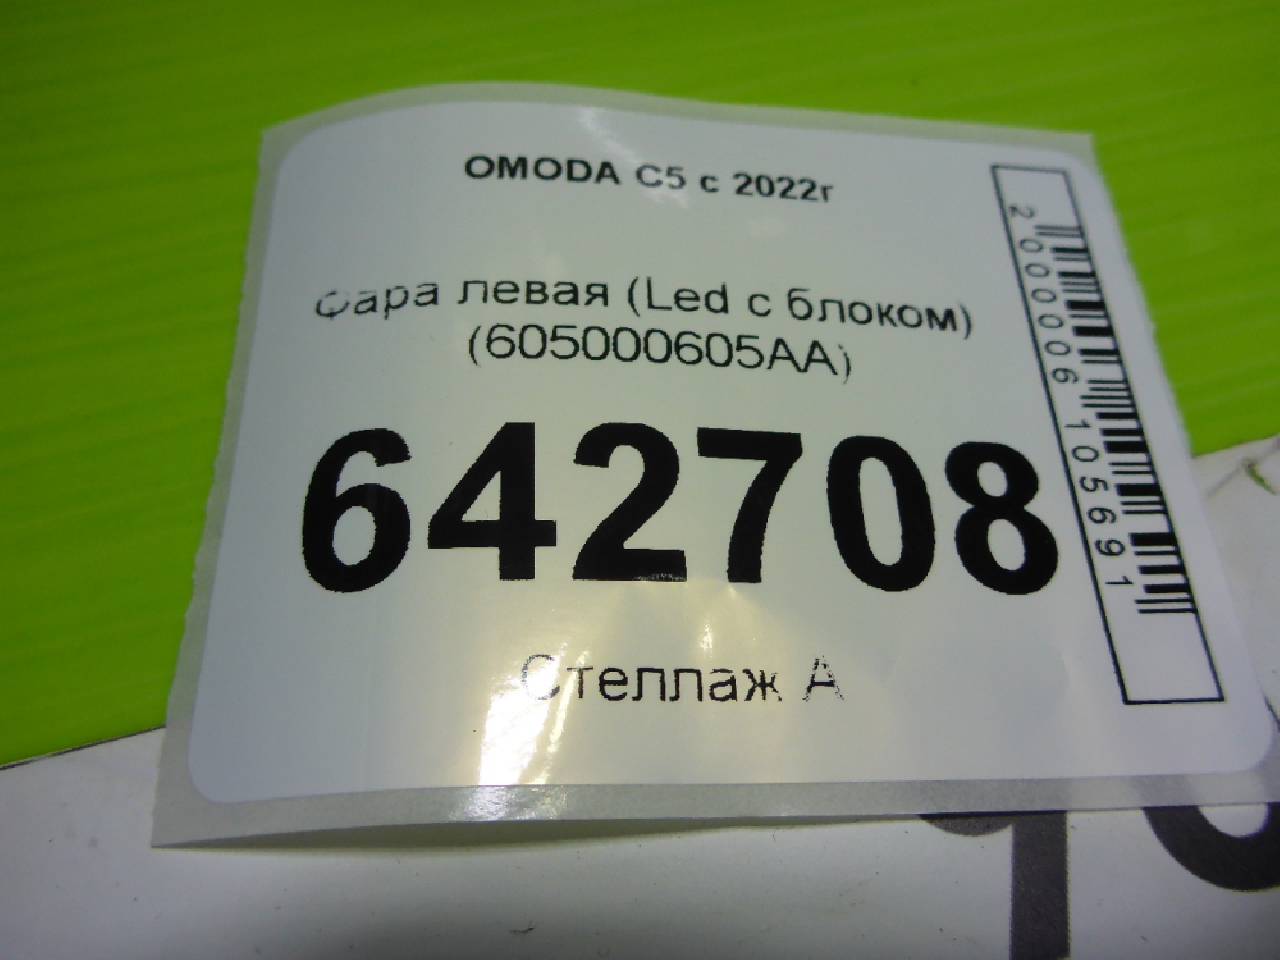 OMODA C5 с 2022г
Фара левая (Led с блоком)
(605000605AA)
642708
Стеллаж А
2000006105691